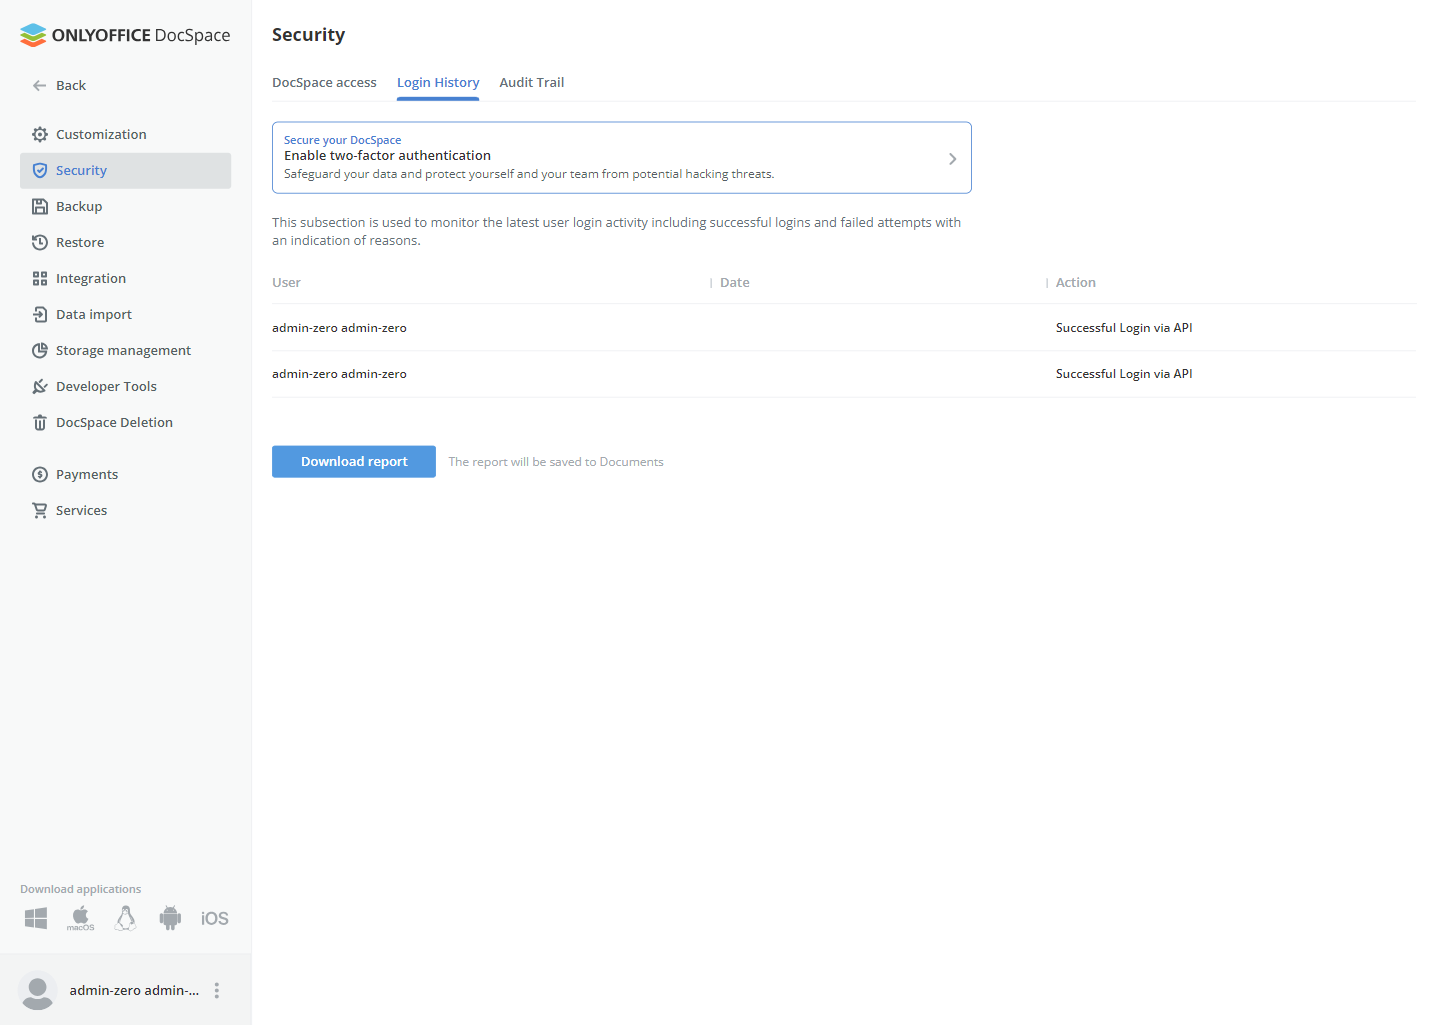 ONLYOFFICE DocSpace
Back
Customization
Security
Backup
Restore
Integration
Data import
Storage management
Developer Tools
DocSpace Deletion
Payments
Services
Download applications
macOS
iOS
admin-zero admin-...
Security
DocSpace access Login History Audit Trail
Secure your DocSpace
Enable two-factor authentication
Safeguard your data and protect yourself and your team from potential hacking threats.
This subsection is used to monitor the latest user login activity including successful logins and failed attempts with
an indication of reasons.
User Date Action
admin-zero admin-zero Successful Login via API
admin-zero admin-zero Successful Login via API
Download report The report will be saved to Documents